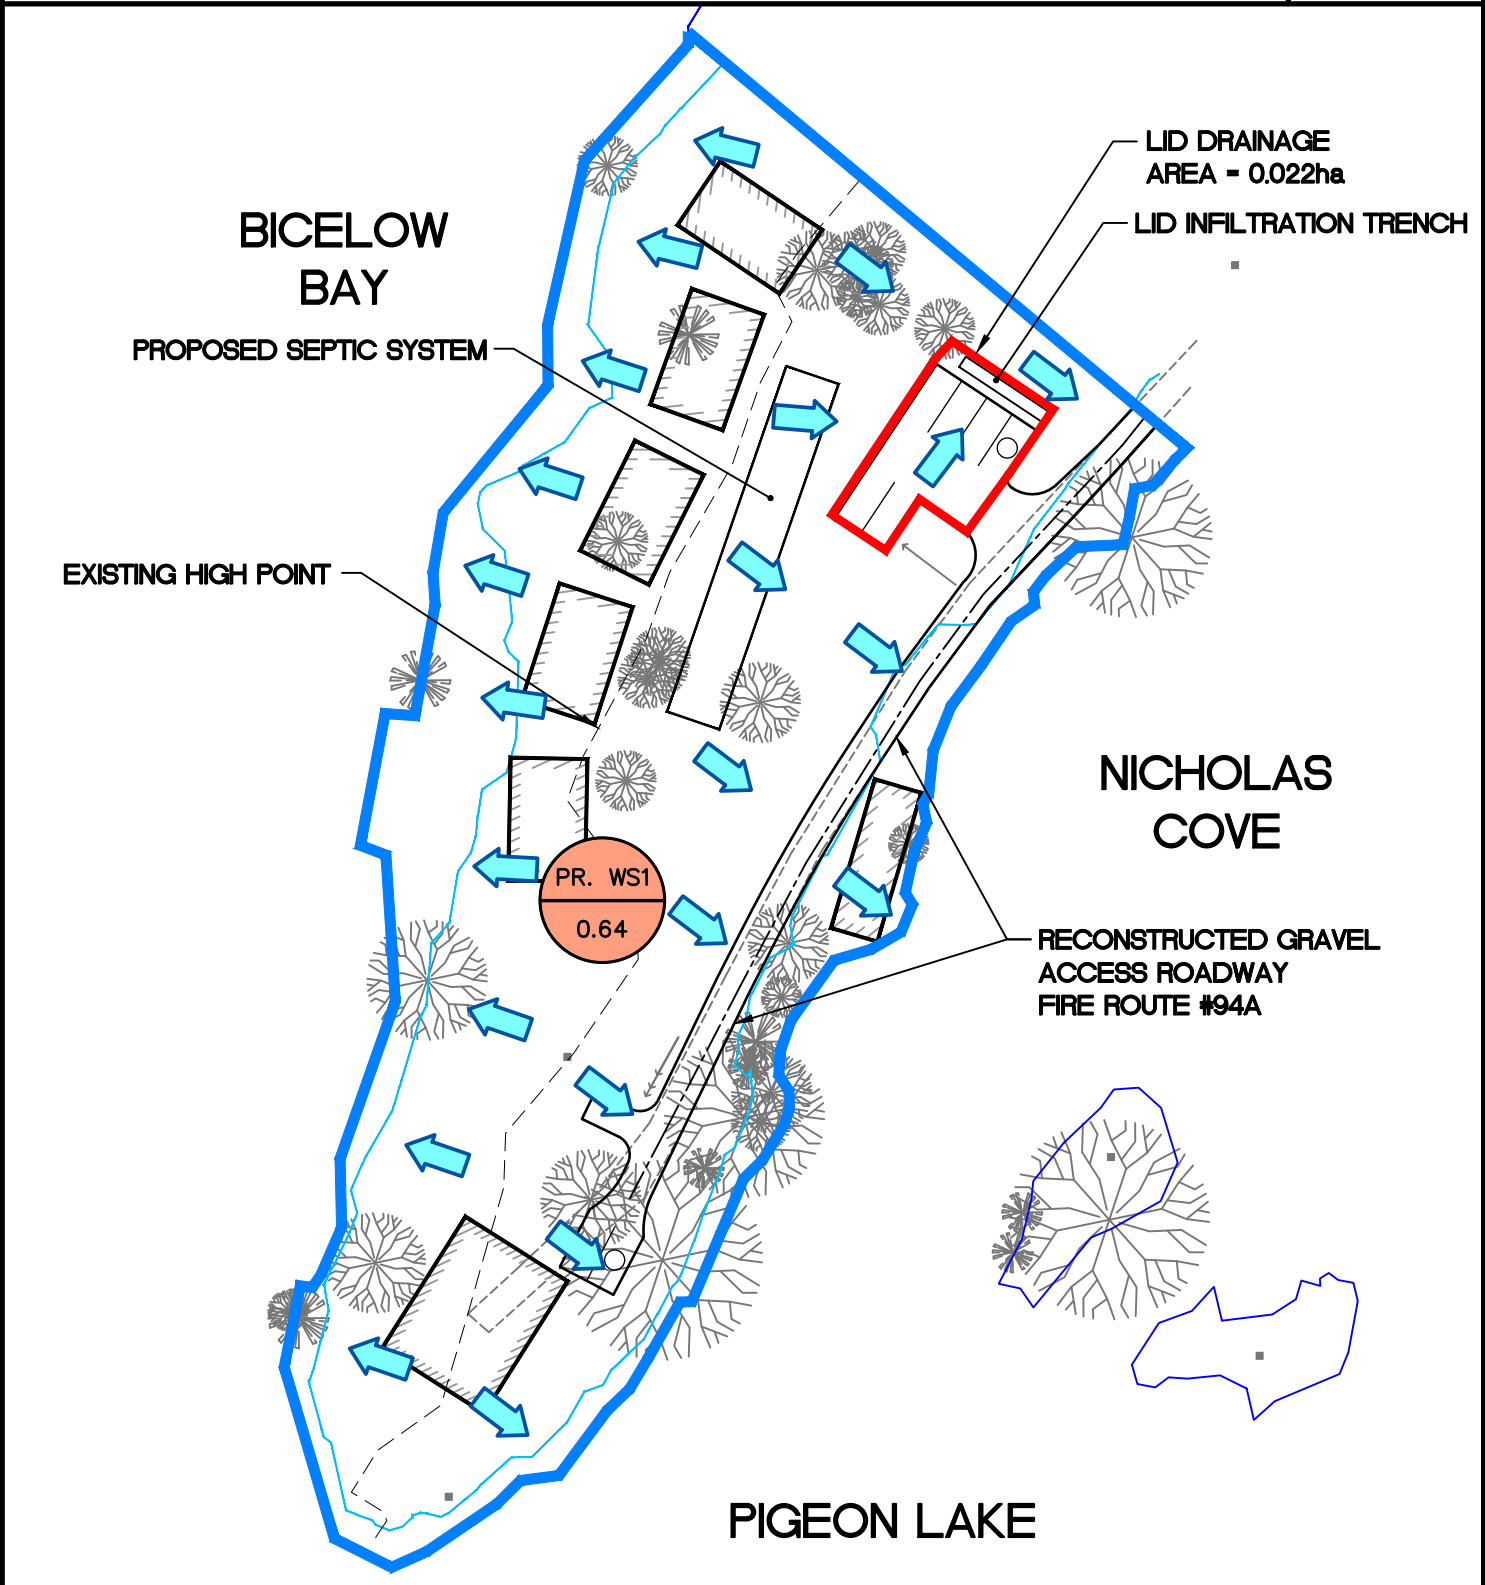 LID DRAINAGE
AREA = 0.022ha
LID INFILTRATION TRENCH
BICELOW
BAY
PROPOSED SEPTIC SYSTEM
EXISTING HIGH POINT
NICHOLAS
COVE
PR. WS1
0.64
RECONSTRUCTED GRAVEL
ACCESS ROADWAY
FIRE ROUTE #94A
PIGEON LAKE